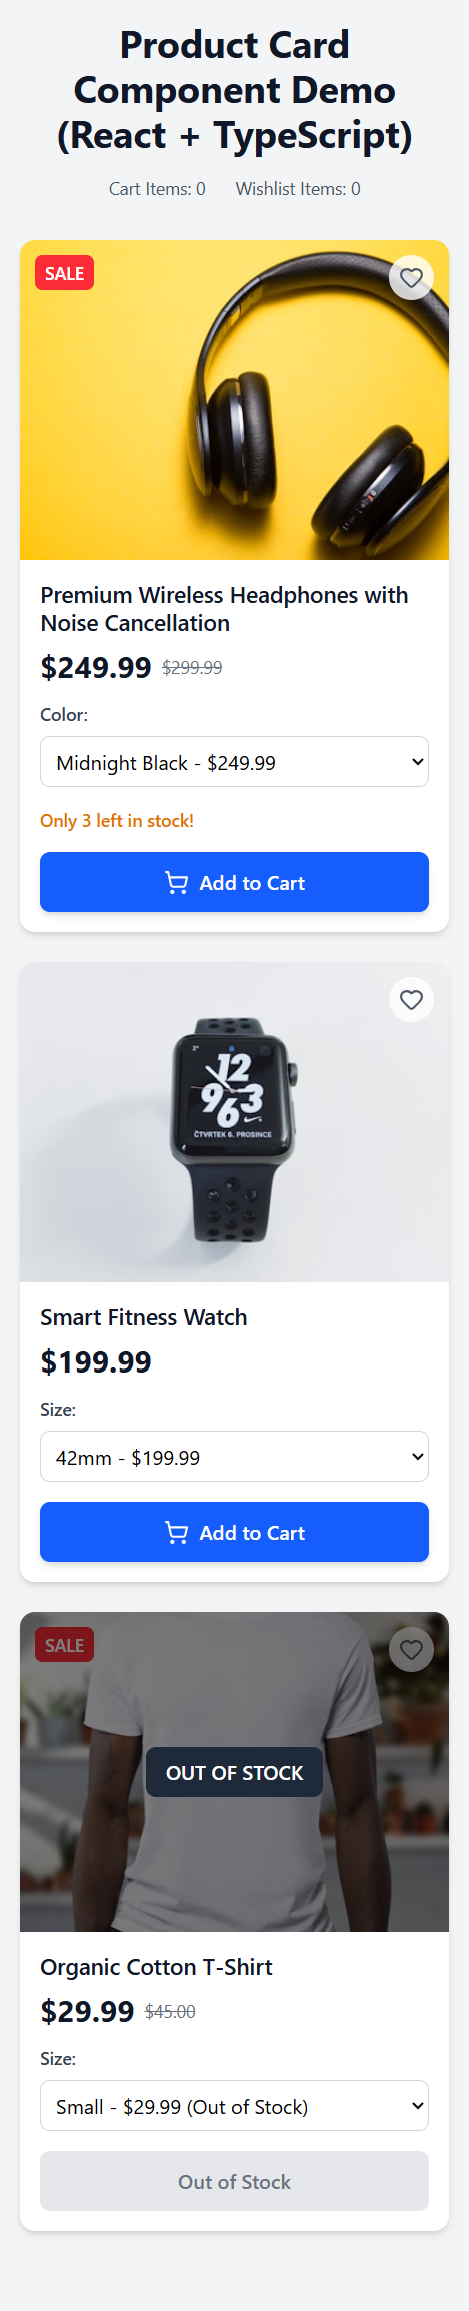 Product Card
Component Demo
(React + TypeScript)
Cart Items: 0 Wishlist Items: 0
SALE
Premium Wireless Headphones with
Noise Cancellation
$249.99 $299.99
Color:
Midnight Black - $249.99
Only 3 left in stock!
Add to Cart
2°
12
9 3
6
ČTVRTEK 6. PROSINCE
Smart Fitness Watch
$199.99
Size:
42mm - $199.99
Add to Cart
SALE
OUT OF STOCK
Organic Cotton T-Shirt
$29.99 $45.00
Size:
Small - $29.99 (Out of Stock)
Out of Stock